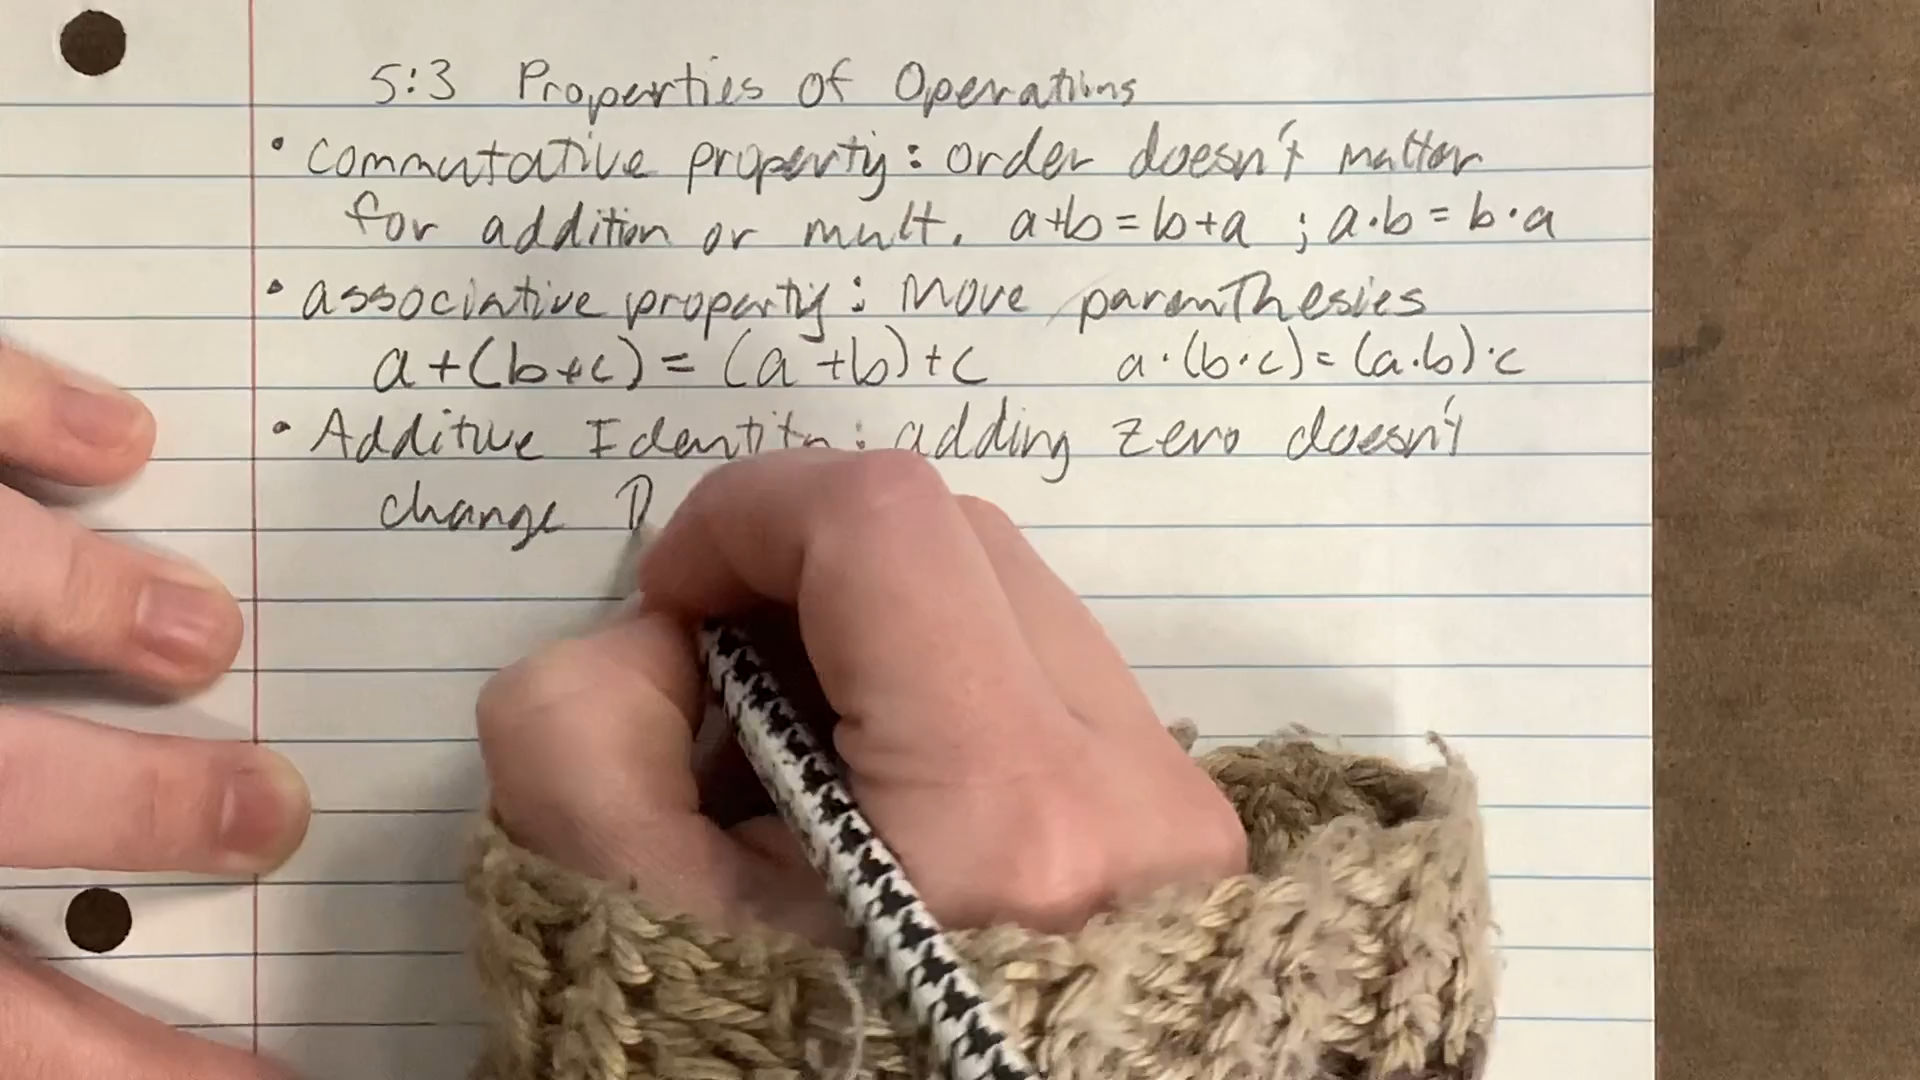 5:3 Properties of Operations
• commutative property: order doesn't matter
for addition or mult. a+b=b+a ; a·b=b·a
• associative property: Move parenthesies
a+(b+c)=(a+b)+c a·(b·c)=(a·b)·c
• Additive Identity: adding zero doesn't
change